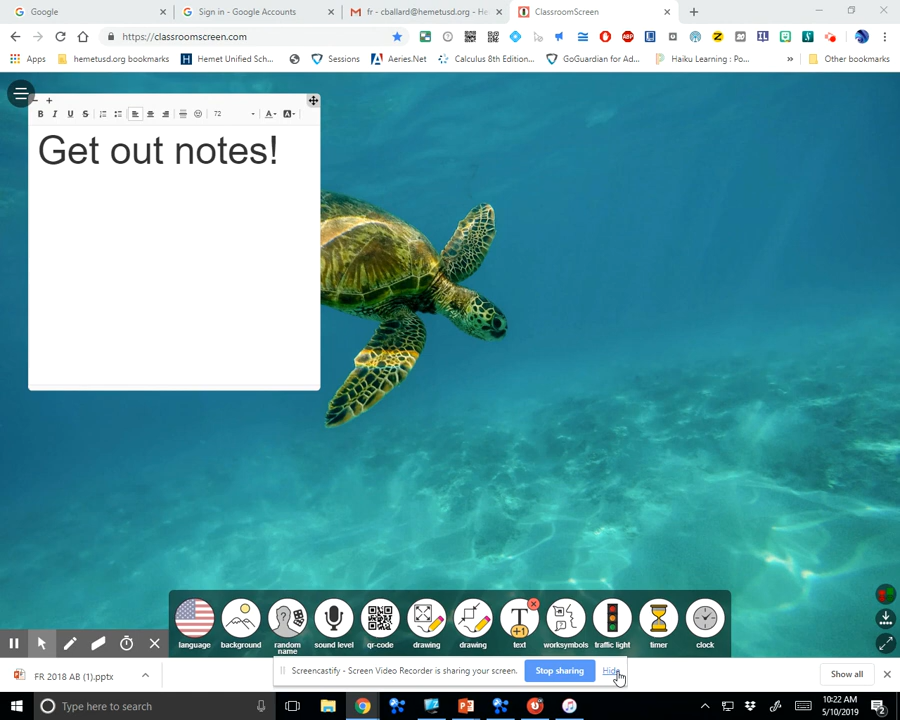 Google
Sign in - Google Accounts
fr - cballard@hemetusd.org - He
ClassroomScreen
https://classroomscreen.com
ABP
Apps
hemetusd.org bookmarks
Hemet Unified Sch...
Sessions
Aeries.Net
Calculus 8th Edition...
GoGuardian for Ad...
Haiku Learning : Po...
»
Other bookmarks
B I U S
72
A
A
Get out notes!
language
background
random name
sound level
qr-code
drawing
drawing
T +1
text
worksymbols
traffic light
timer
clock
Screencastify - Screen Video Recorder is sharing your screen.
Stop sharing
Hide
FR 2018 AB (1).pptx
Show all
Type here to search
10:22 AM
5/10/2019
2